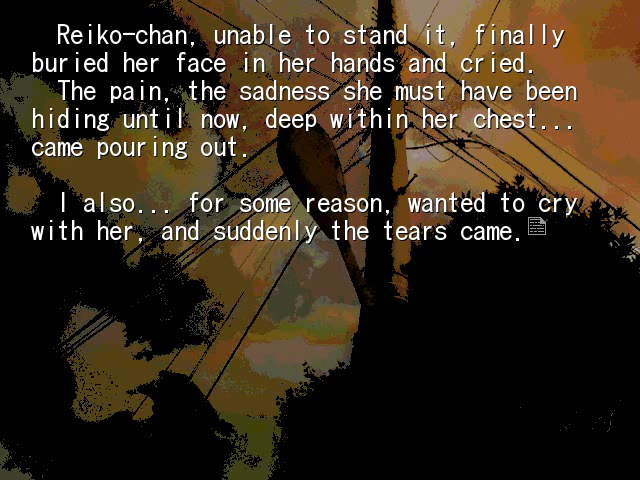 Reiko-chan, unable to stand it, finally
buried her face in her hands and cried.
The pain, the sadness she must have been
hiding until now, deep within her chest...
came pouring out.
I also... for some reason, wanted to cry
with her, and suddenly the tears came.